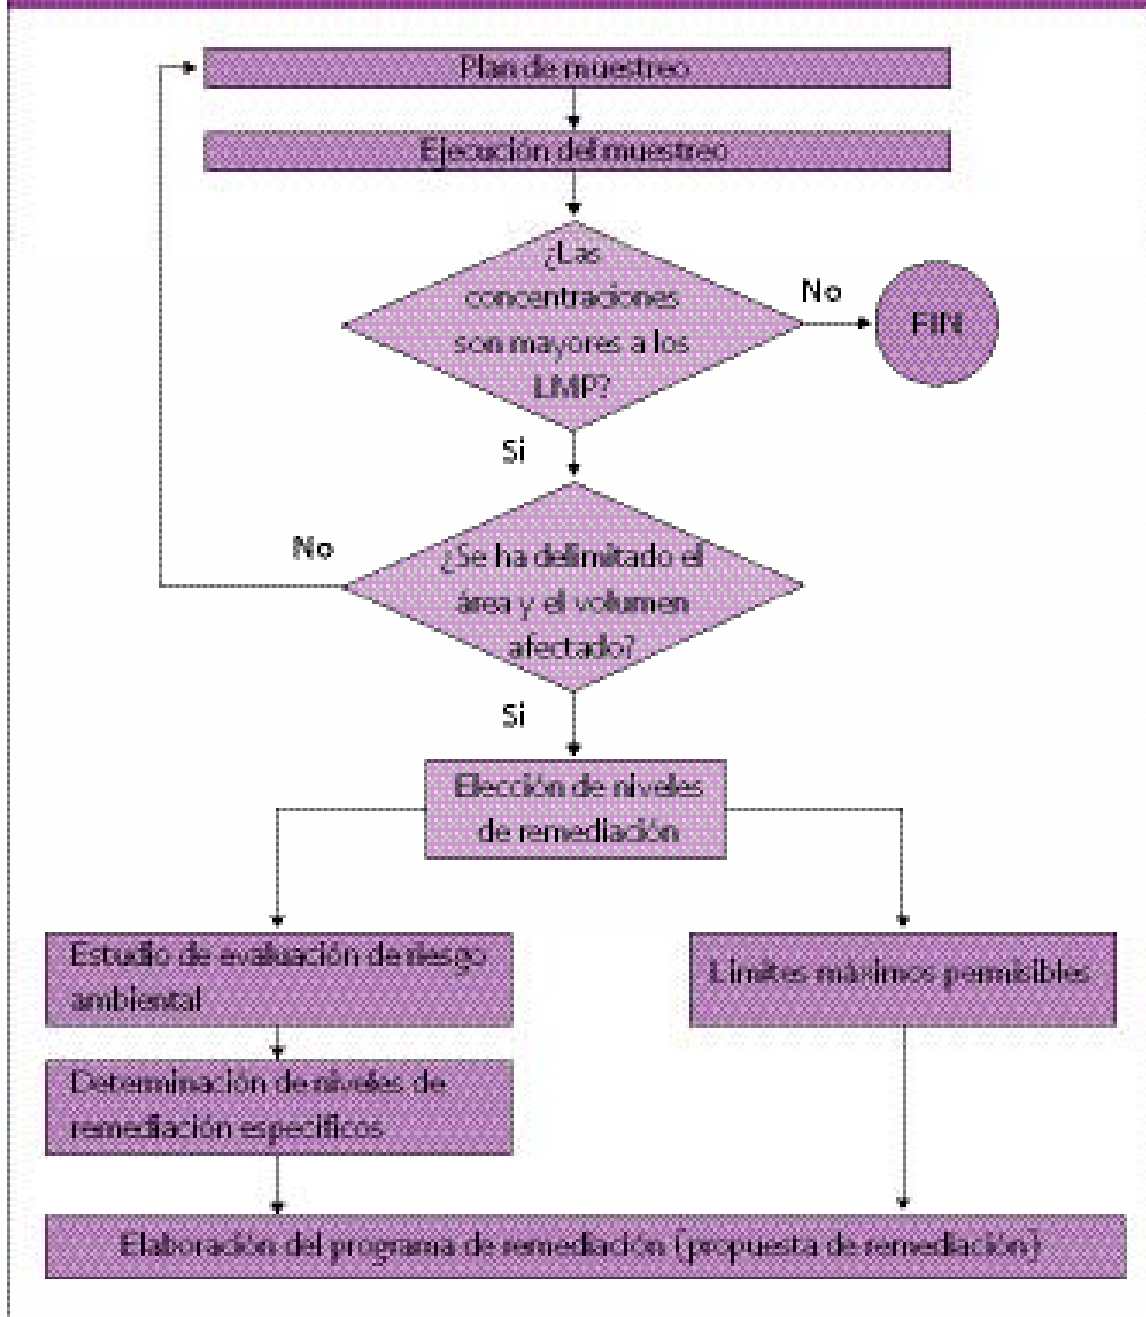 Plan de muestreo
Ejecución del muestreo
¿Las
concentraciones
son mayores a los
LMP?
No
FIN
Si
¿Se ha delimitado el
área y el volumen
afectado?
No
Si
Elección de niveles
de remediación
Estudio de evaluación de riesgo
ambiental
Límites máximos permisibles
Determinación de niveles de
remediación específicos
Elaboración del programa de remediación (propuesta de remediación)